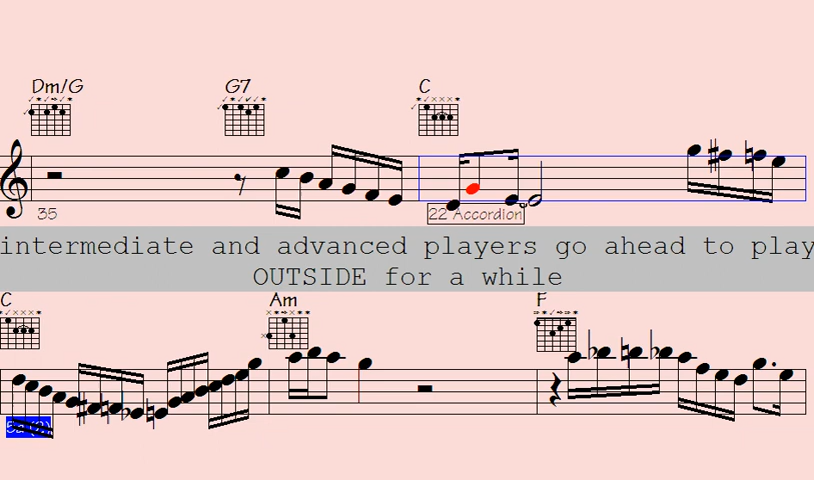 Dm/G G7 C
35
22 Accordion
intermediate and advanced players go ahead to play
OUTSIDE for a while
C Am F